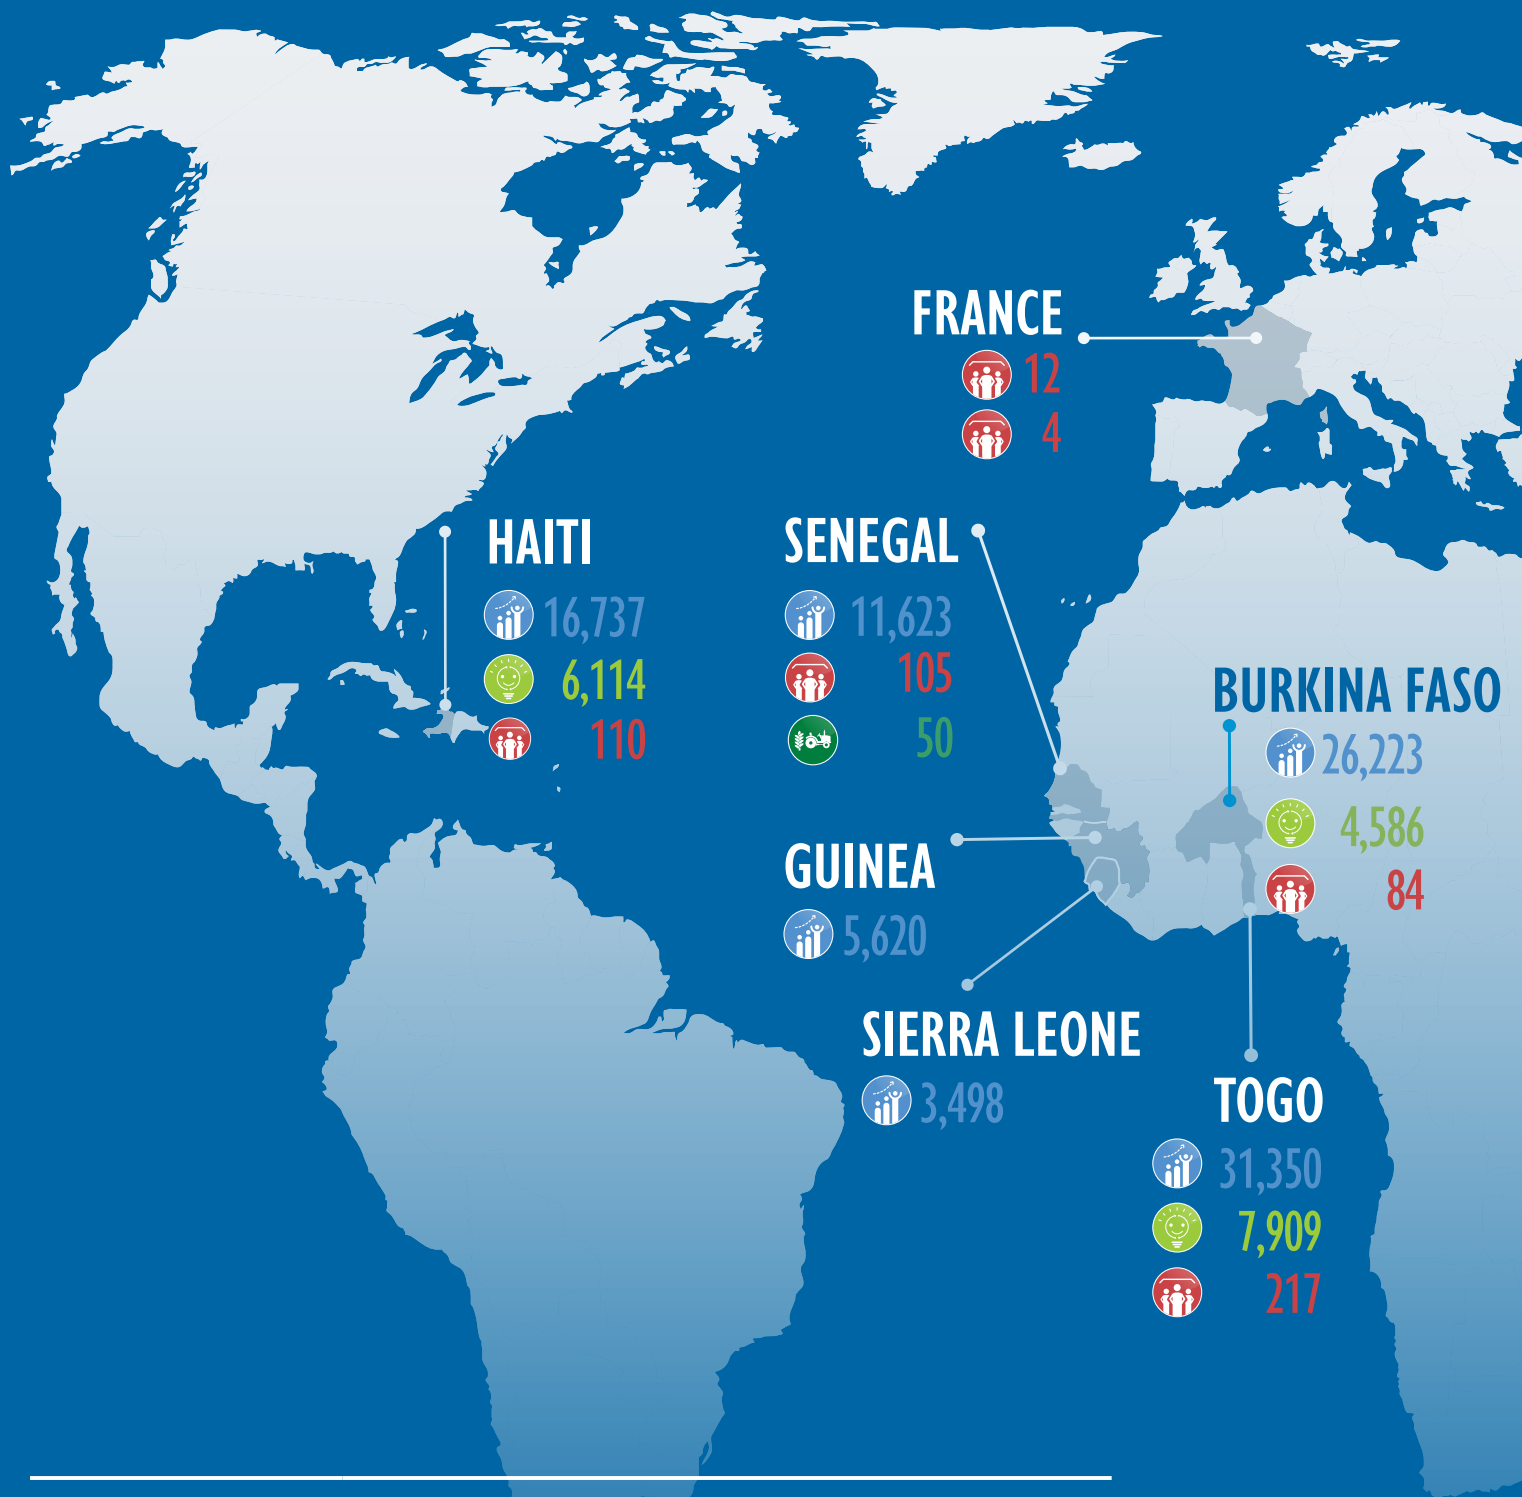 FRANCE
12
4
HAITI
16,737
6,114
110
SENEGAL
11,623
105
50
BURKINA FASO
26,223
4,586
84
GUINEA
5,620
SIERRA LEONE
3,498
TOGO
31,350
7,909
217